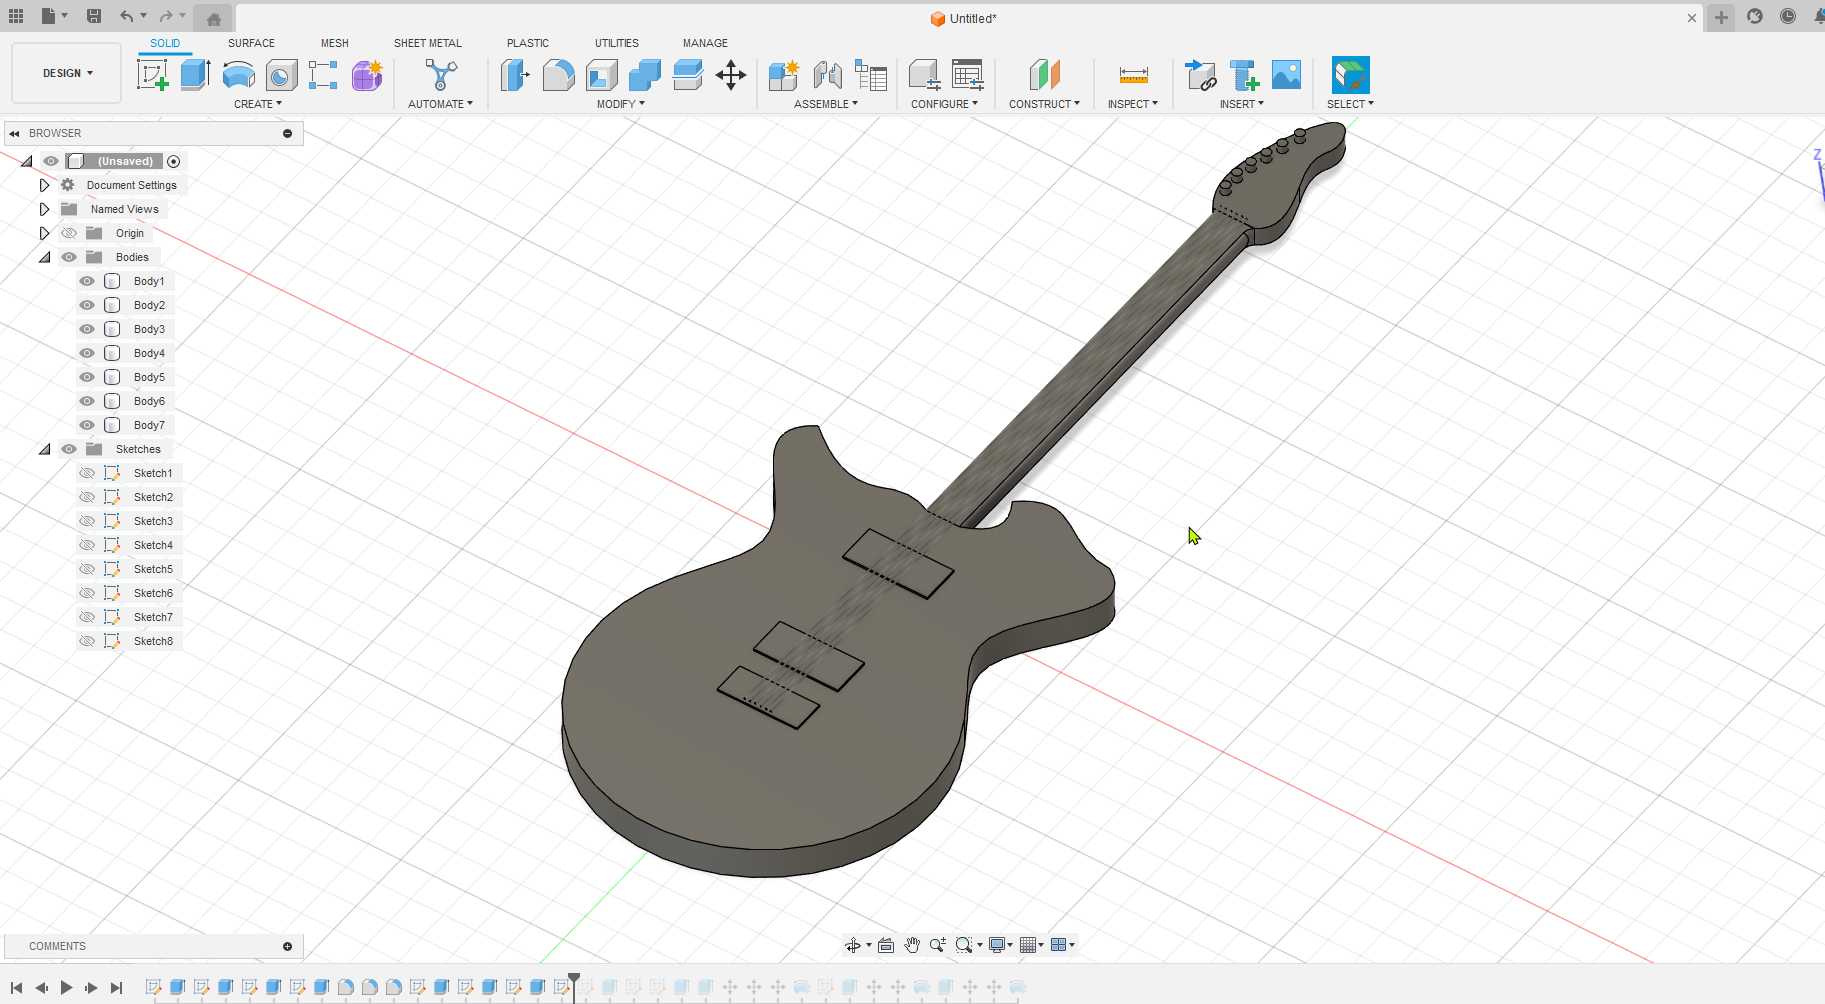 Untitled*
SOLID SURFACE MESH SHEET METAL PLASTIC UTILITIES MANAGE
DESIGN
CREATE AUTOMATE MODIFY ASSEMBLE CONFIGURE CONSTRUCT INSPECT INSERT SELECT
BROWSER
(Unsaved)
Document Settings
Named Views
Origin
Bodies
Body1
Body2
Body3
Body4
Body5
Body6
Body7
Sketches
Sketch1
Sketch2
Sketch3
Sketch4
Sketch5
Sketch6
Sketch7
Sketch8
Z
COMMENTS